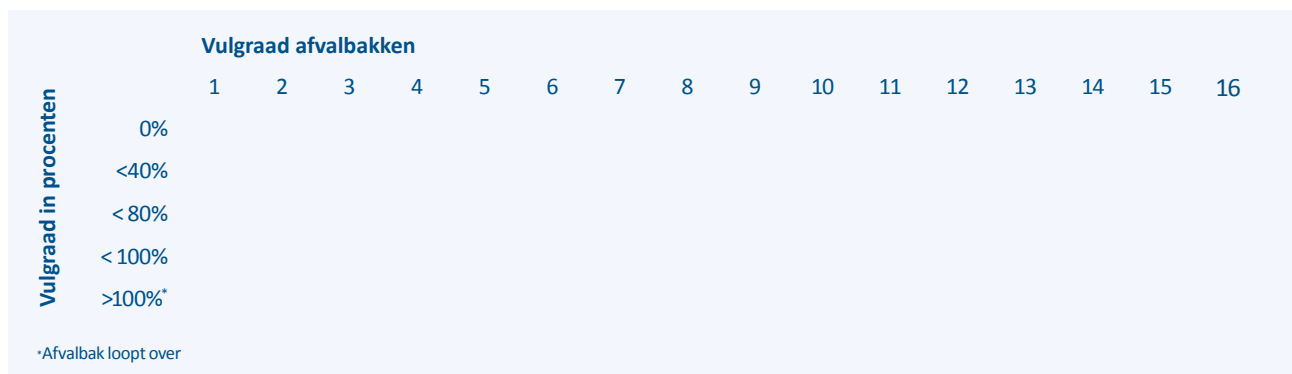 Vulgraad afvalbakken
1 2 3 4 5 6 7 8 9 10 11 12 13 14 15 16
Vulgraad in procenten
0%
<40%
< 80%
< 100%
>100%*
*Afvalbak loopt over